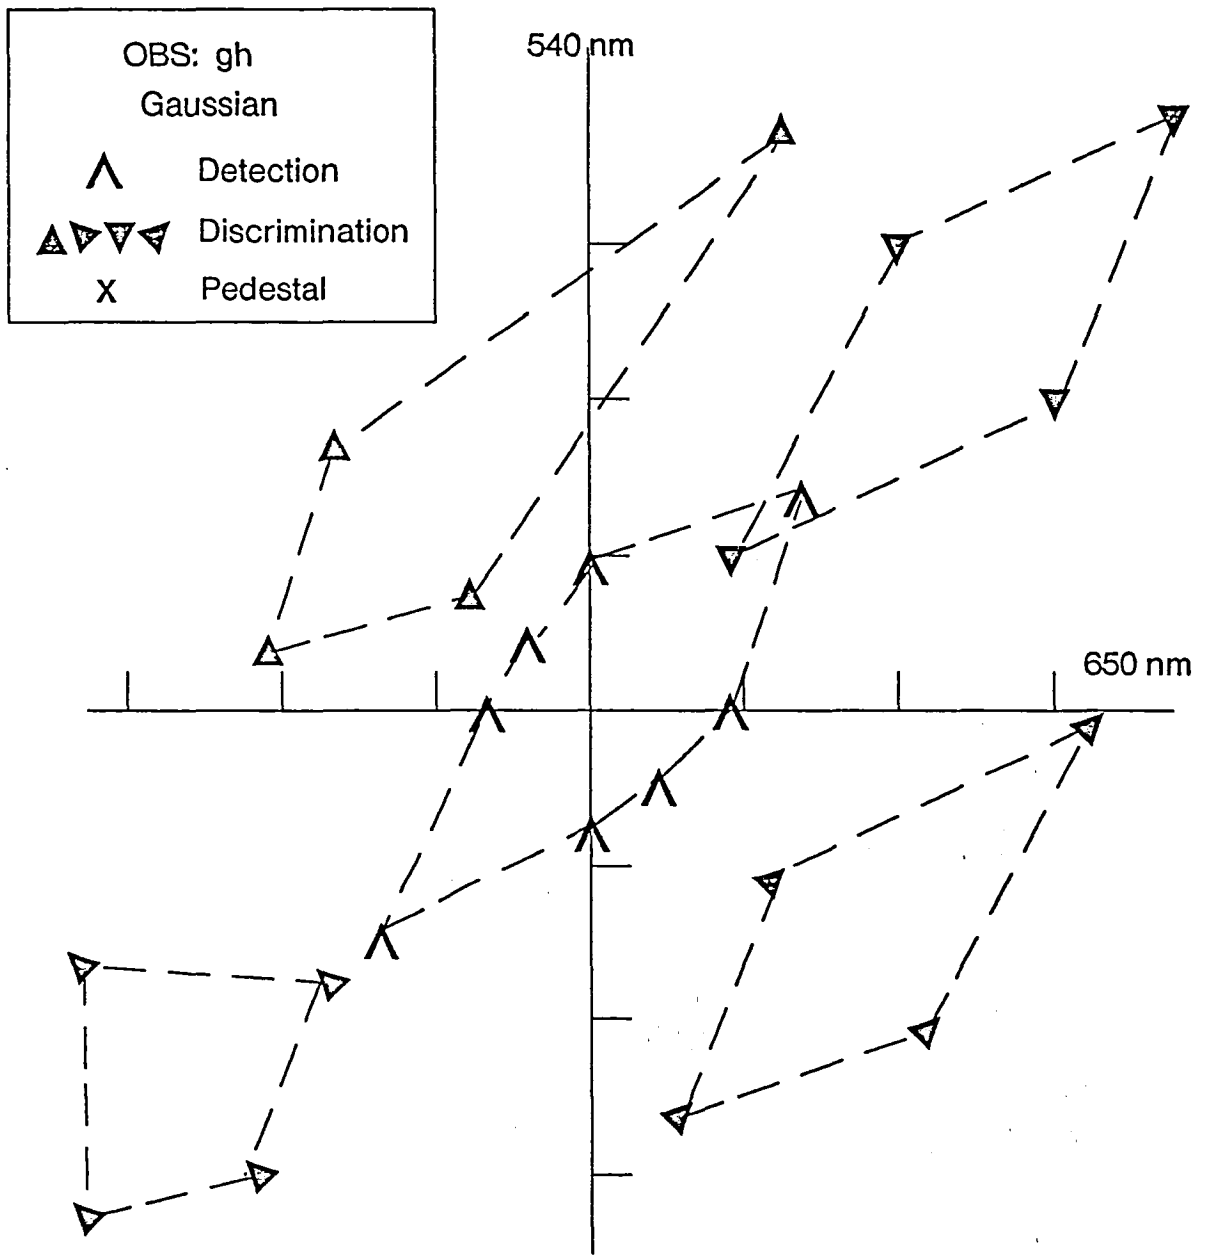 OBS: gh
Gaussian
Detection
Discrimination
x Pedestal
540 nm
650 nm